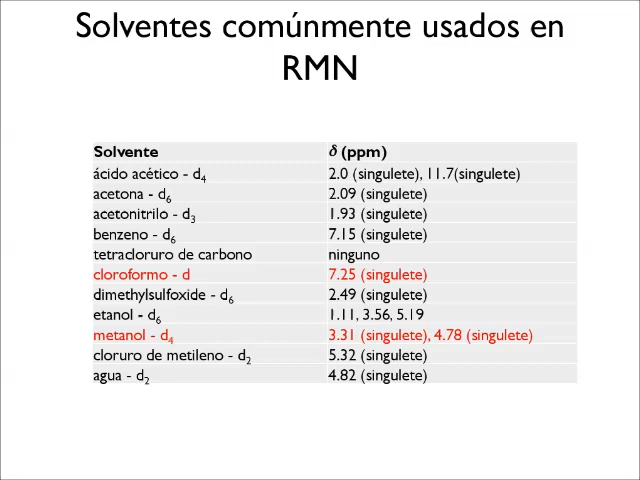 Solventes comúnmente usados en
RMN
Solvente δ (ppm)
ácido acético - d4 2.0 (singulete), 11.7(singulete)
acetona - d6 2.09 (singulete)
acetonitrilo - d3 1.93 (singulete)
benzeno - d6 7.15 (singulete)
tetracloruro de carbono ninguno
cloroformo - d 7.25 (singulete)
dimethylsulfoxide - d6 2.49 (singulete)
etanol - d6 1.11, 3.56, 5.19
metanol - d4 3.31 (singulete), 4.78 (singulete)
cloruro de metileno - d2 5.32 (singulete)
agua - d2 4.82 (singulete)